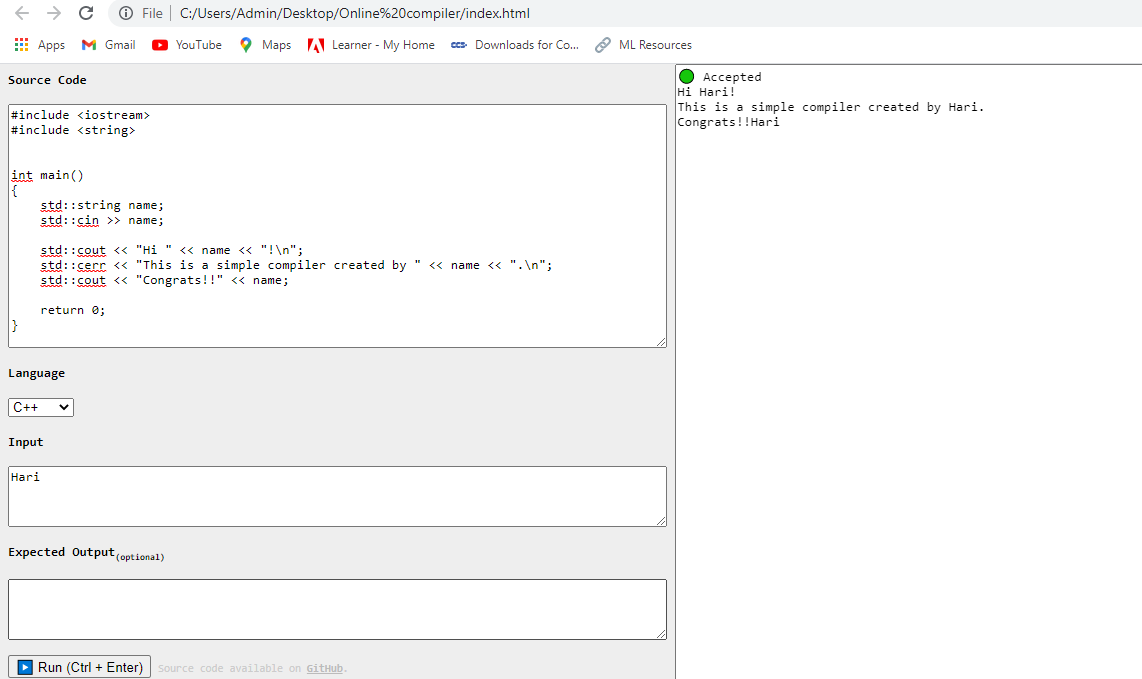 File C:/Users/Admin/Desktop/Online%20compiler/index.html
Apps Gmail YouTube Maps Learner - My Home CCS Downloads for Co... ML Resources
Source Code
#include <iostream>
#include <string>
int main()
{
    std::string name;
    std::cin >> name;
    std::cout << "Hi " << name << "!\n";
    std::cerr << "This is a simple compiler created by " << name << ".\n";
    std::cout << "Congrats!!" << name;
    return 0;
}
Language
C++
Input
Hari
Expected Output(optional)
Run (Ctrl + Enter) Source code available on GitHub.
Accepted
Hi Hari!
This is a simple compiler created by Hari.
Congrats!!Hari